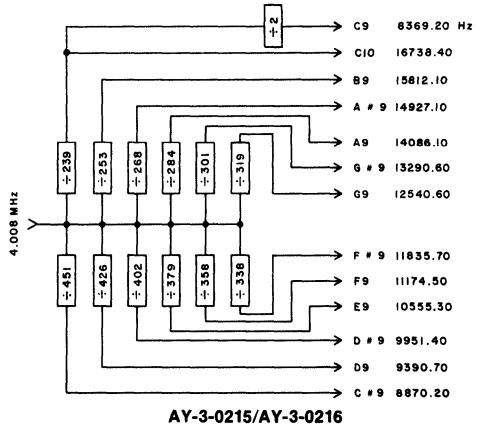 ÷2
C9 8369.20 Hz
C10 16738.40
B9 15812.10
A # 9 14927.10
A9 14086.10
G # 9 13290.60
G9 12540.60
÷239 ÷253 ÷268 ÷284 ÷301 ÷319
4.008 MHz
÷451 ÷426 ÷402 ÷379 ÷358 ÷338
F # 9 11835.70
F9 11174.50
E9 10555.30
D # 9 9951.40
D9 9390.70
C # 9 8870.20
AY-3-0215/AY-3-0216